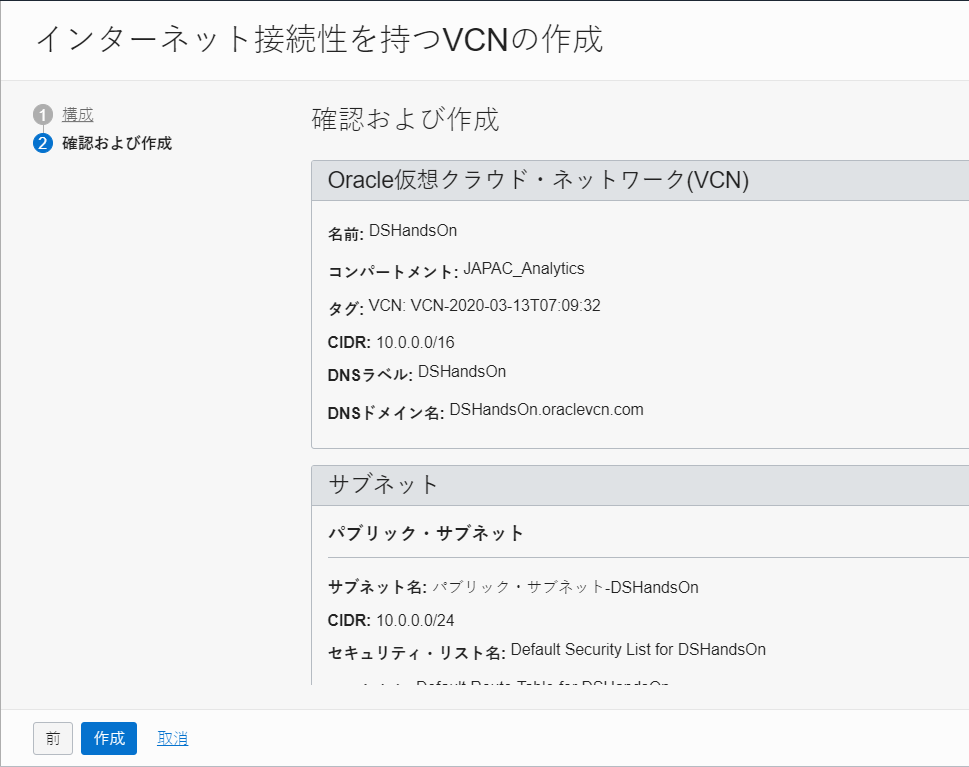 インターネット接続性を持つVCNの作成
1 構成
2 確認および作成
確認および作成
Oracle仮想クラウド・ネットワーク(VCN)
名前: DSHandsOn
コンパートメント: JAPAC_Analytics
タグ: VCN: VCN-2020-03-13T07:09:32
CIDR: 10.0.0.0/16
DNSラベル: DSHandsOn
DNSドメイン名: DSHandsOn.oraclevcn.com
サブネット
パブリック・サブネット
サブネット名: パブリック・サブネット-DSHandsOn
CIDR: 10.0.0.0/24
セキュリティ・リスト名: Default Security List for DSHandsOn
Default Route Table for DSHandsOn
前 作成 取消